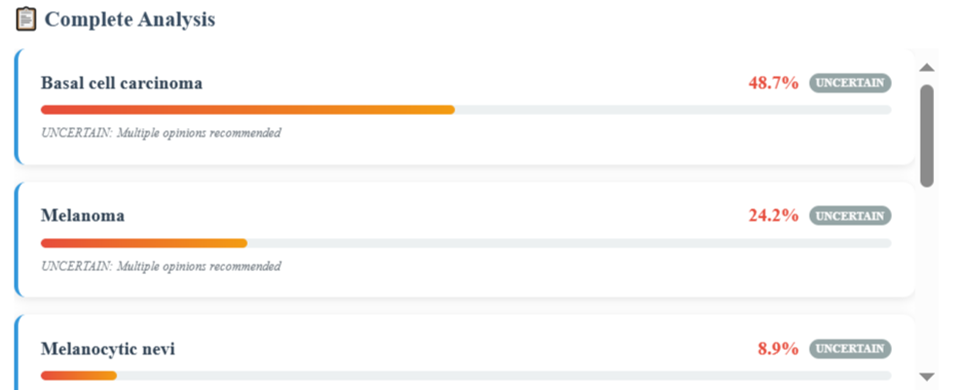 Complete Analysis
Basal cell carcinoma 48.7% UNCERTAIN
UNCERTAIN: Multiple opinions recommended
Melanoma 24.2% UNCERTAIN
UNCERTAIN: Multiple opinions recommended
Melanocytic nevi 8.9% UNCERTAIN